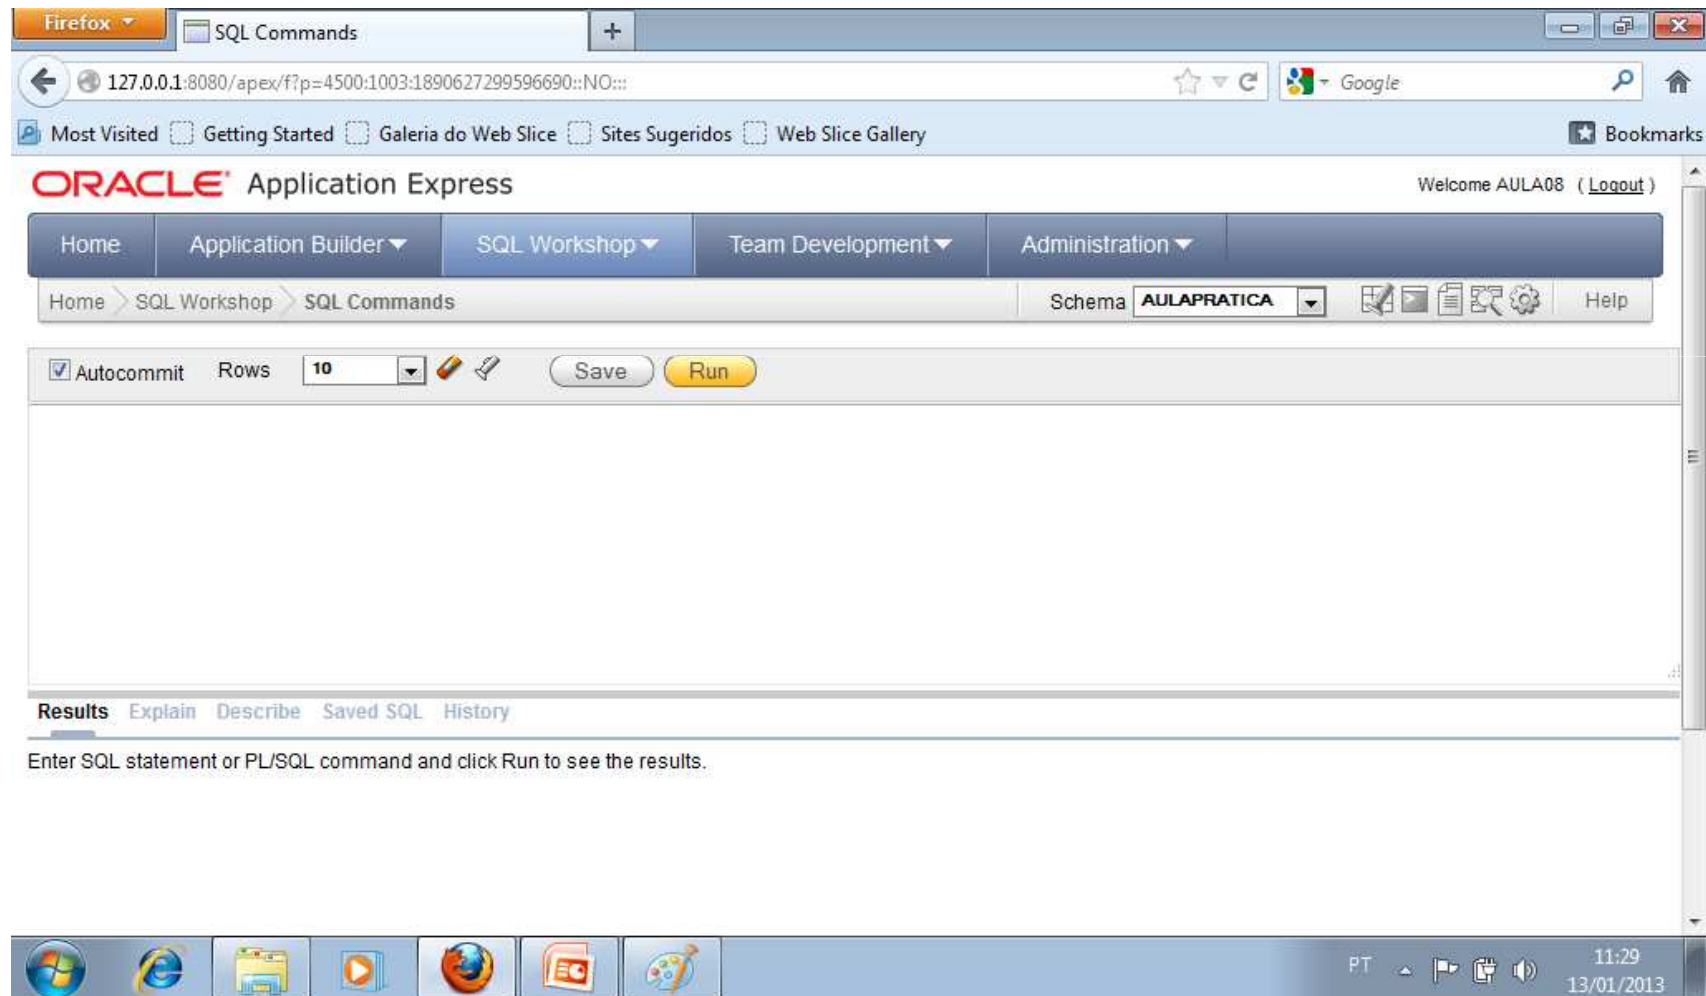 Firefox
SQL Commands
127.0.0.1:8080/apex/f?p=4500:1003:1890627299596690::NO:::
Google
Most Visited Getting Started Galeria do Web Slice Sites Sugeridos Web Slice Gallery Bookmarks
ORACLE Application Express
Welcome AULA08 ( Logout )
Home Application Builder SQL Workshop Team Development Administration
Home SQL Workshop SQL Commands Schema AULAPRATICA Help
Autocommit Rows 10 Save Run
Results Explain Describe Saved SQL History
Enter SQL statement or PL/SQL command and click Run to see the results.
PT
11:29
13/01/2013